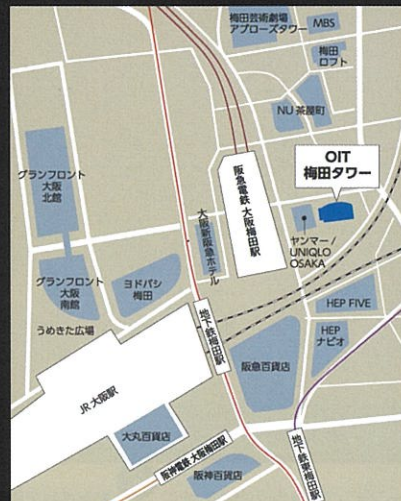 梅田芸術劇場
アプローズタワー
MBS
梅田
ロフト
NU 茶屋町
OIT
梅田タワー
グランフロント
大阪
北館
阪急電鉄 大阪梅田駅
大阪新阪急ホテル
ヤンマー /
UNIQLO
OSAKA
グランフロント
大阪
南館
ヨドバシ
梅田
うめきた広場
地下鉄梅田駅
HEP FIVE
HEP
ナビオ
阪急百貨店
JR 大阪駅
大丸百貨店
阪神電鉄 大阪梅田駅
阪神百貨店
地下鉄東梅田駅